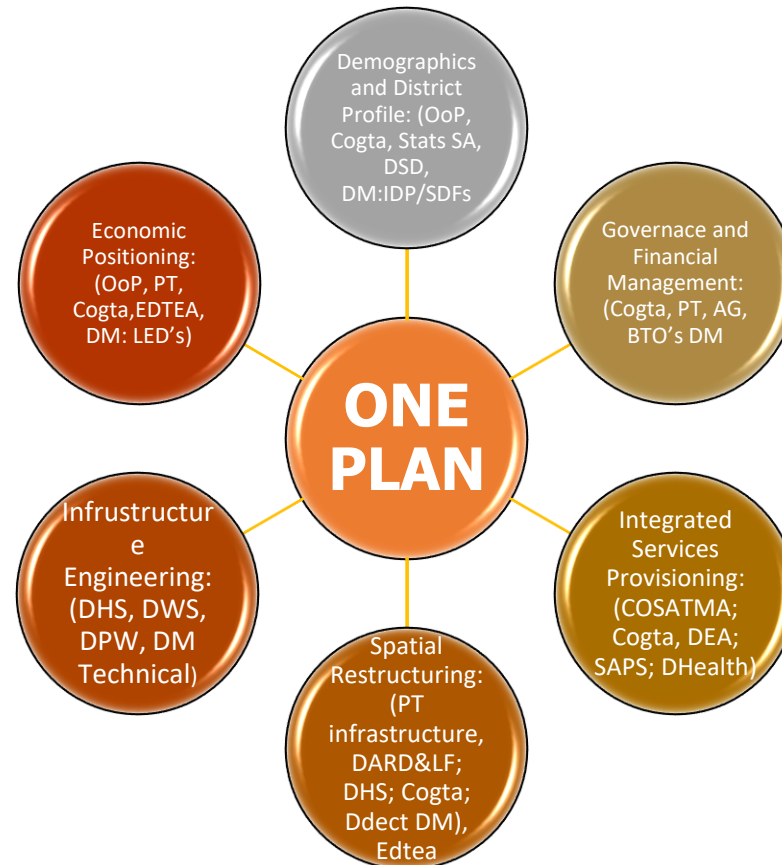 Demographics
and District
Profile: (OoP,
Cogta, Stats SA,
DSD,
DM:IDP/SDFs
Economic
Positioning:
(OoP, PT,
Cogta,EDTEA,
DM: LED’s)
Governace and
Financial
Management:
(Cogta, PT, AG,
BTO’s DM
ONE
PLAN
Infrustructur
e
Engineering:
(DHS, DWS,
DPW, DM
Technical)
Integrated
Services
Provisioning:
(COSATMA;
Cogta, DEA;
SAPS; DHealth)
Spatial
Restructuring:
(PT
infrastructure,
DARD&LF;
DHS; Cogta;
Ddect DM),
Edtea